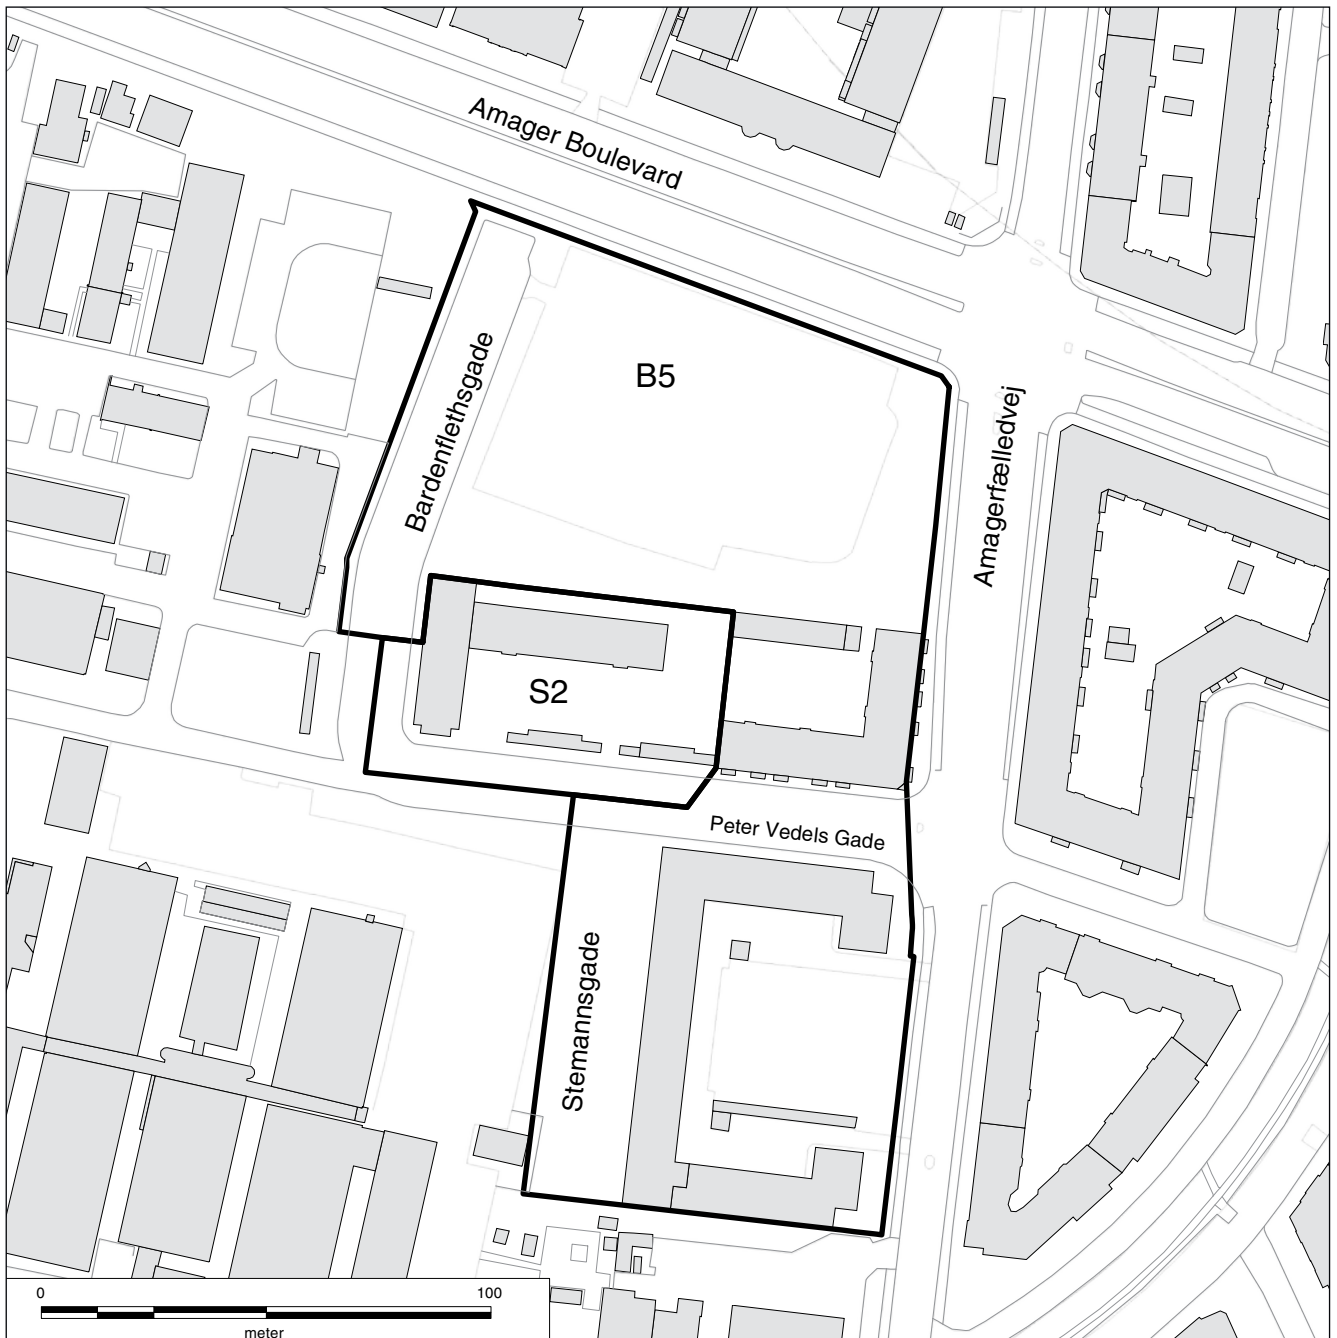 Amager Boulevard
B5
Bardenflethsgade
Amagerfælledvej
S2
Peter Vedels Gade
Stemannsgade
0 100
meter